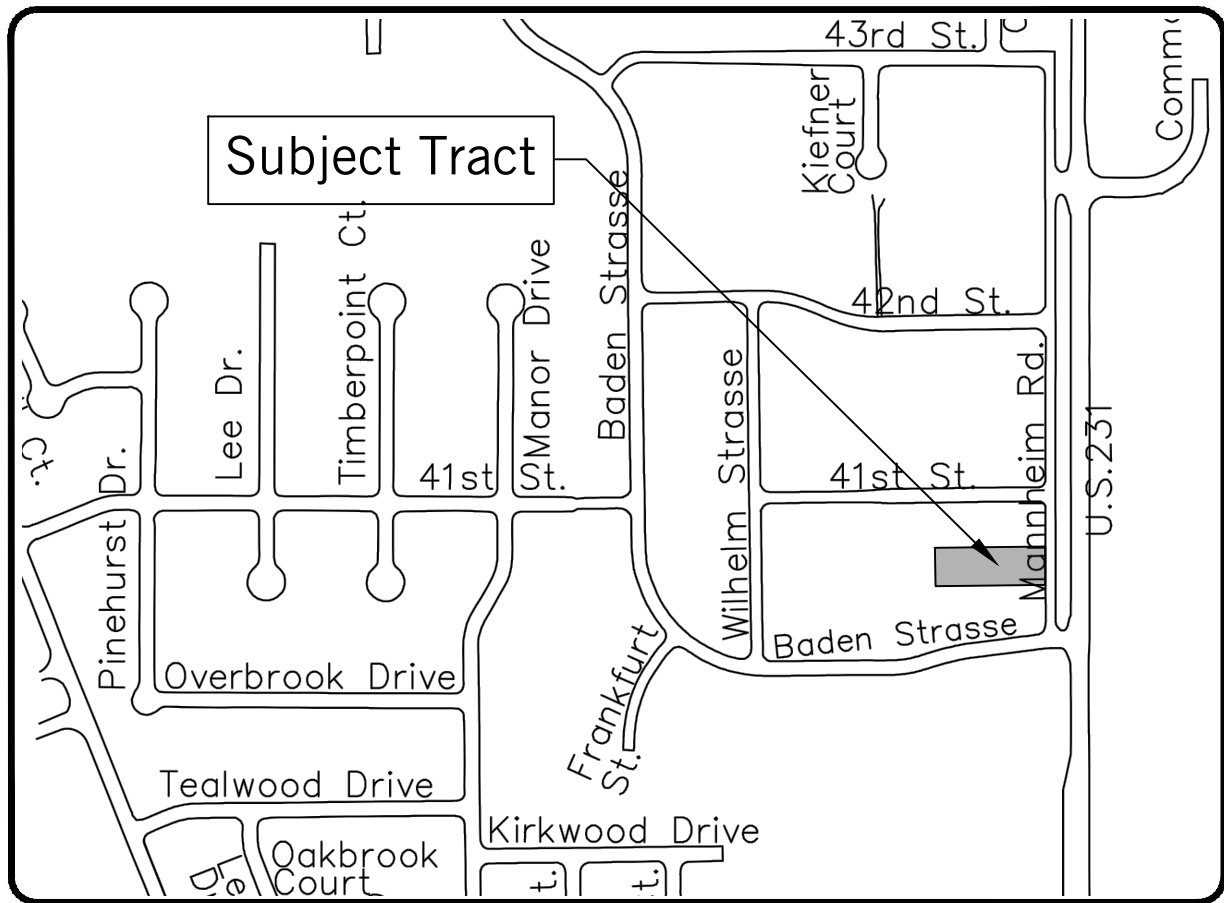 43rd St.
Comme
Kiefner
Court
Subject Tract
Baden Strasse
Timberpoint Ct.
Manor Drive
42nd St.
Lee Dr.
Wilhelm Strasse
Mannheim Rd.
U.S.231
Ct.
Pinehurst Dr.
41st St.
41st St.
Baden Strasse
Frankfurt
St.
Overbrook Drive
Tealwood Drive
Kirkwood Drive
Oakbrook
Court